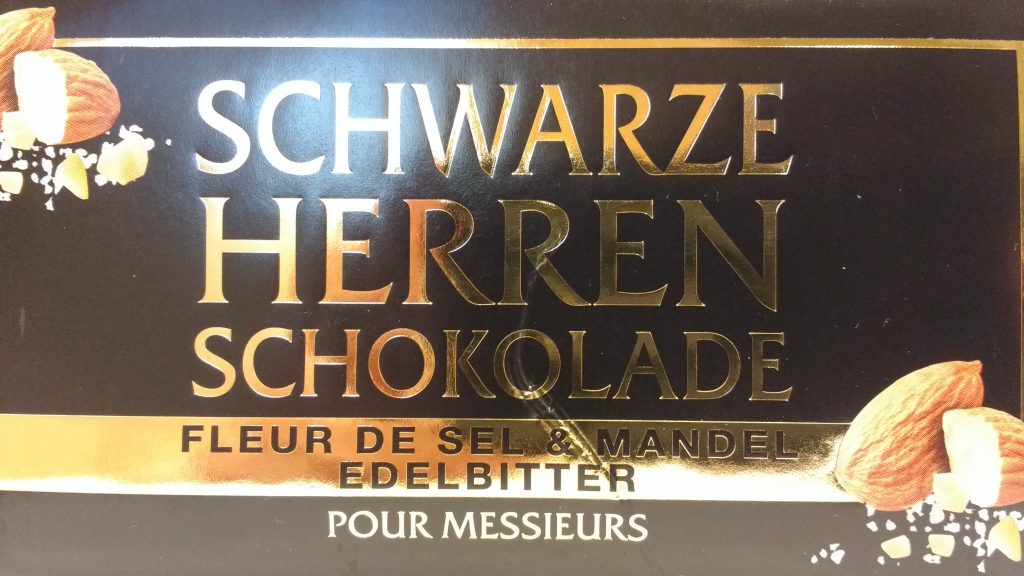 SCHWARZE
HERREN
SCHOKOLADE
FLEUR DE SEL & MANDEL
EDELBITTER
POUR MESSIEURS